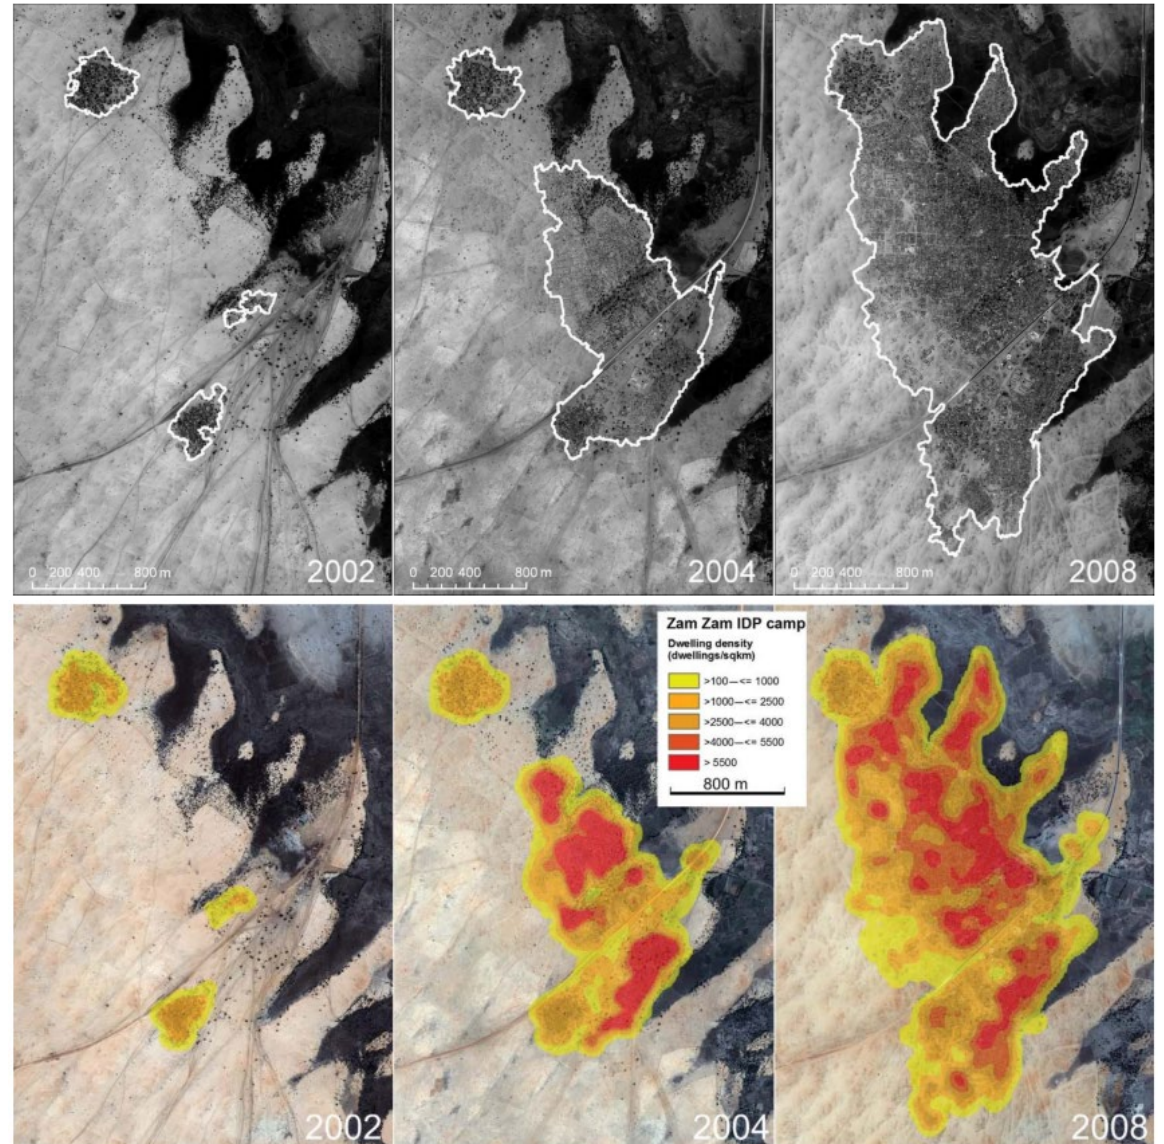 0 200 400 800 m
2002
0 200 400 800 m
2004
0 200 400 800 m
2008
Zam Zam IDP camp
Dwelling density
(dwellings/sqkm)
>100—<= 1000
>1000—<= 2500
>2500—<= 4000
>4000—<= 5500
> 5500
800 m
2002
2004
2008